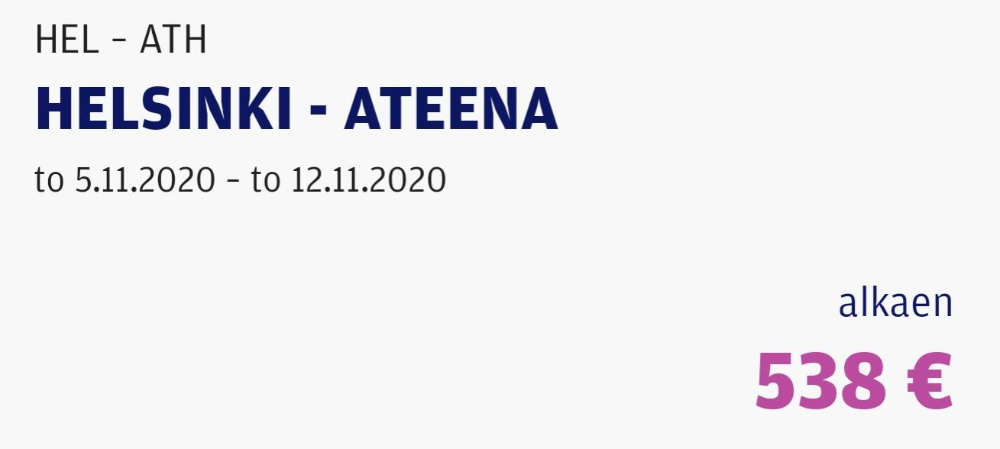 HEL – ATH
HELSINKI - ATEENA
to 5.11.2020 – to 12.11.2020
alkaen
538 €